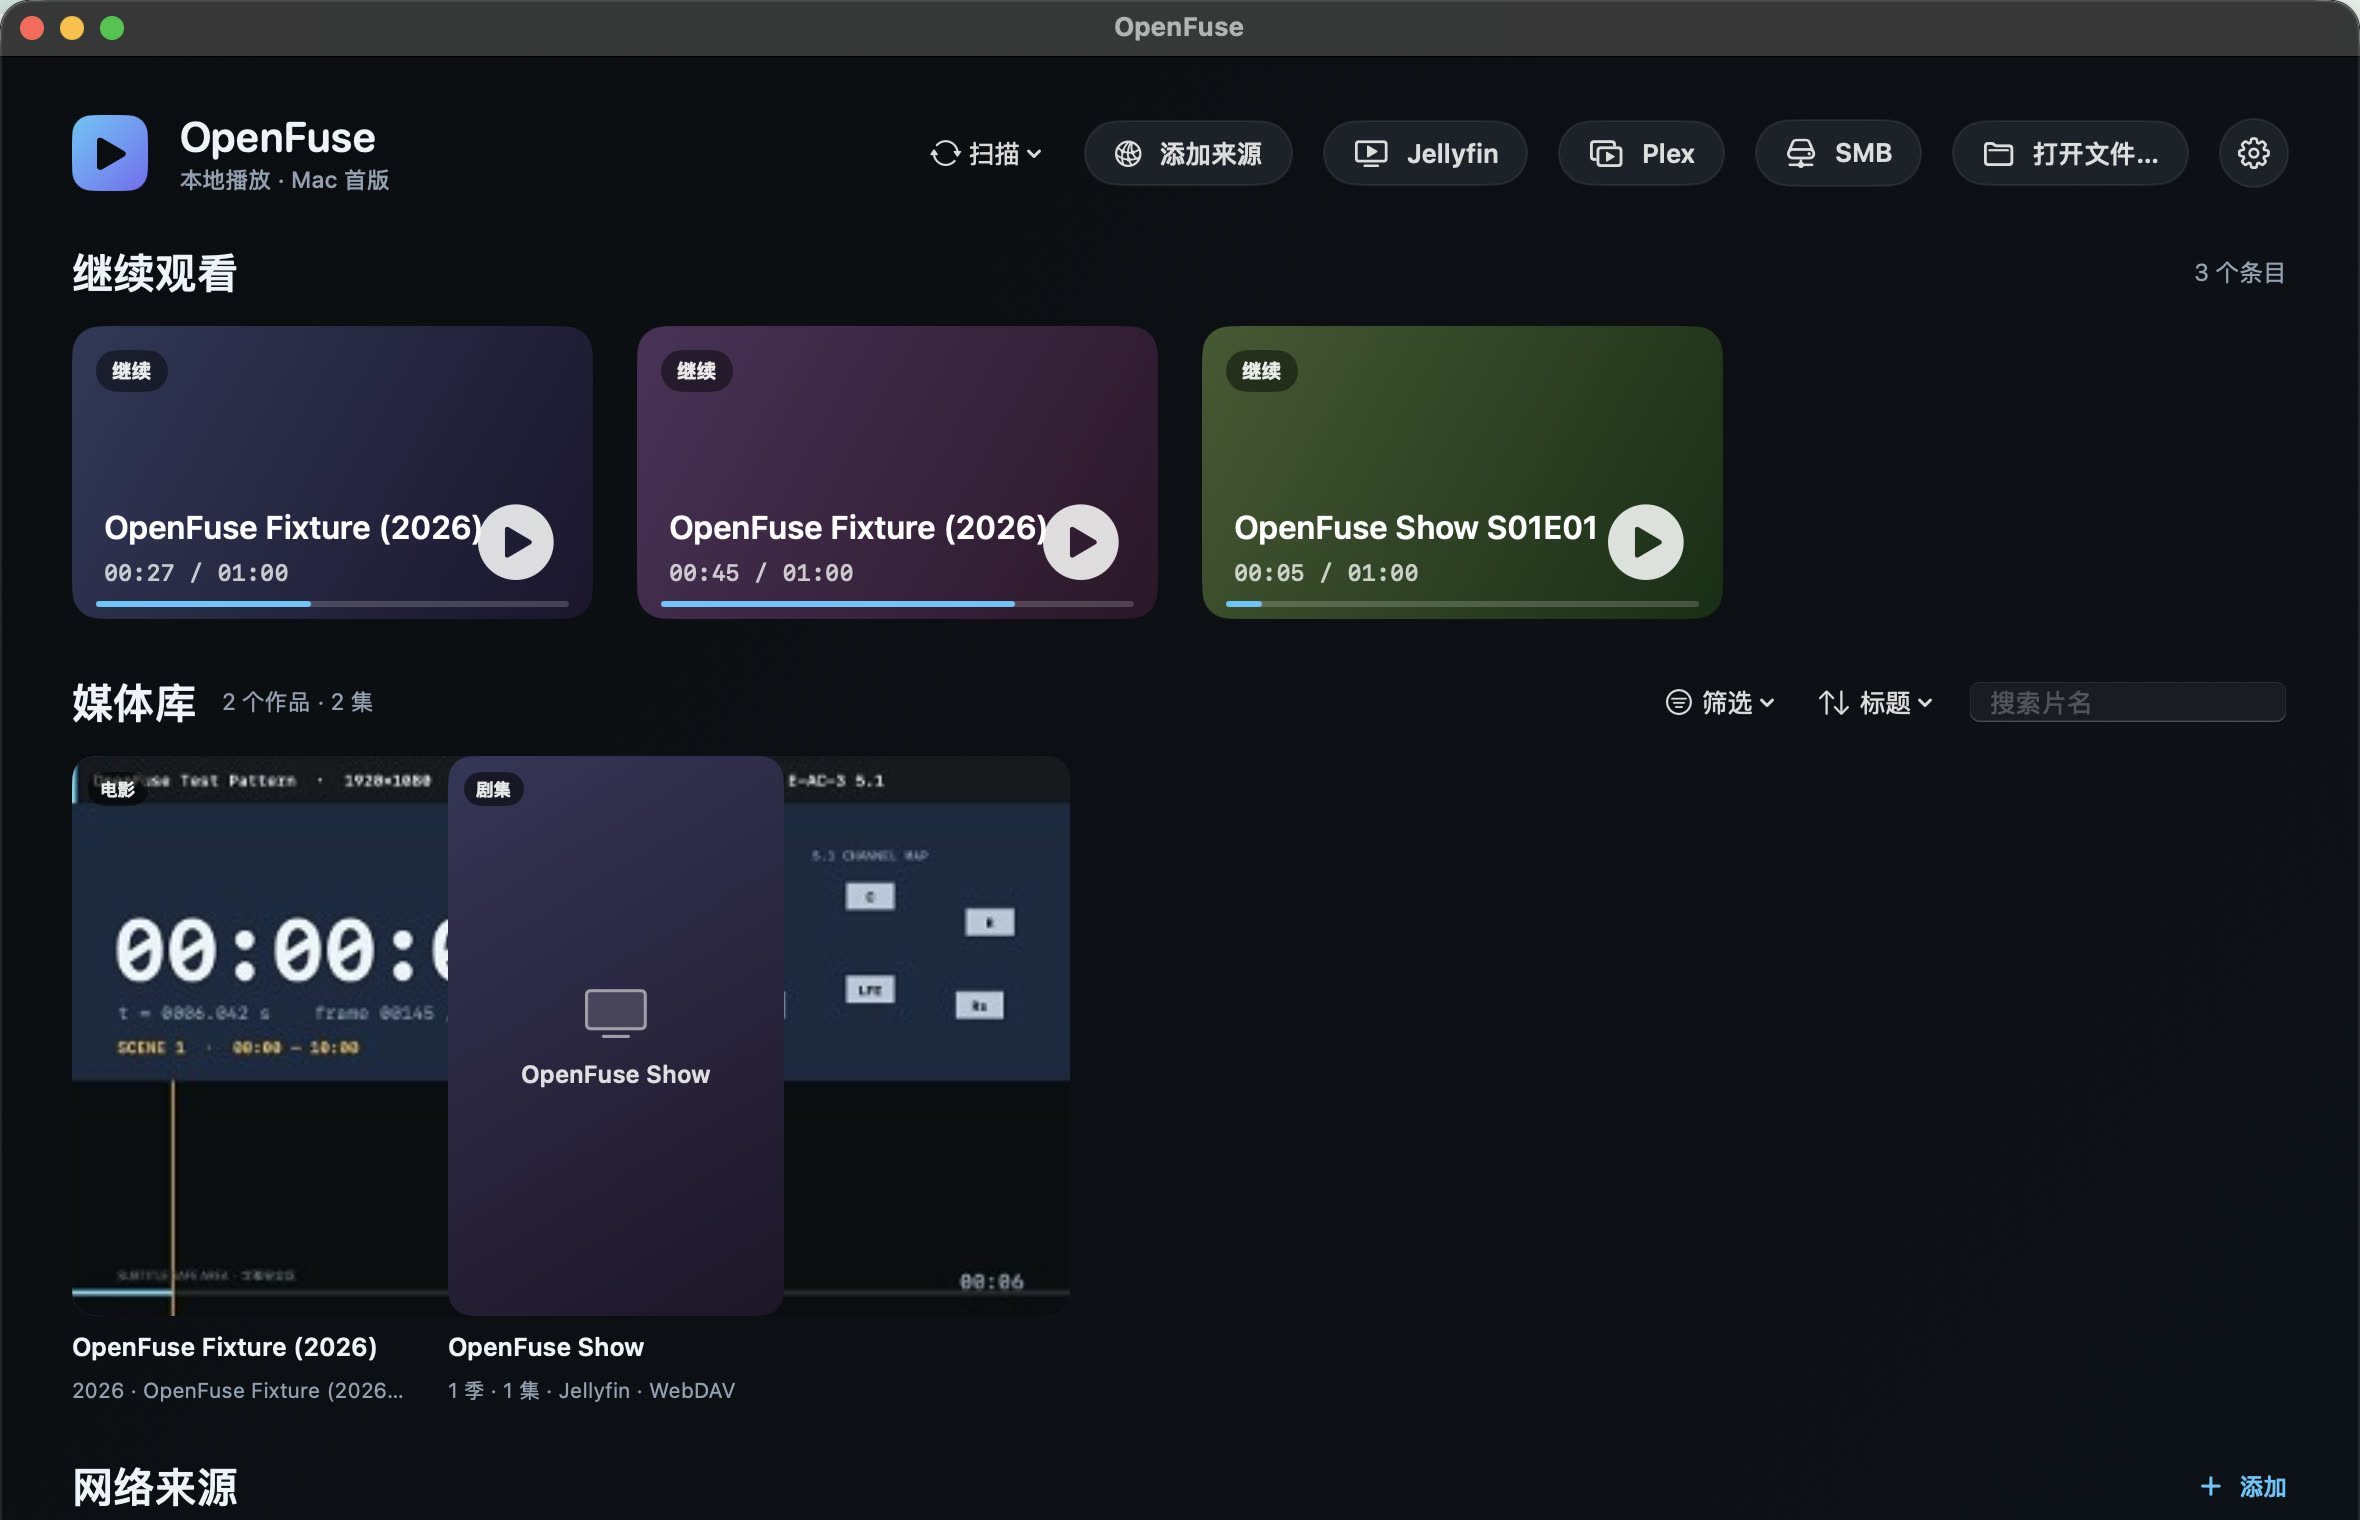 OpenFuse
OpenFuse
本地播放 · Mac 首版
扫描
添加来源
Jellyfin
Plex
SMB
打开文件...
继续观看
3 个条目
继续
OpenFuse Fixture (2026)
00:27 / 01:00
继续
OpenFuse Fixture (2026)
00:45 / 01:00
继续
OpenFuse Show S01E01
00:05 / 01:00
媒体库
2 个作品 · 2 集
筛选
标题
搜索片名
电影
Test Pattern · 1920×1080
E-AC-3 5.1
剧集
5.1 CHANNEL MAP
C
R
00:00:0
LFE
Rs
t = 0006.042 s frame 00145
SCENE 1 · 00:00 – 10:00
OpenFuse Show
00:06
OpenFuse Fixture (2026)
2026 · OpenFuse Fixture (2026...
OpenFuse Show
1 季 · 1 集 · Jellyfin · WebDAV
网络来源
+ 添加